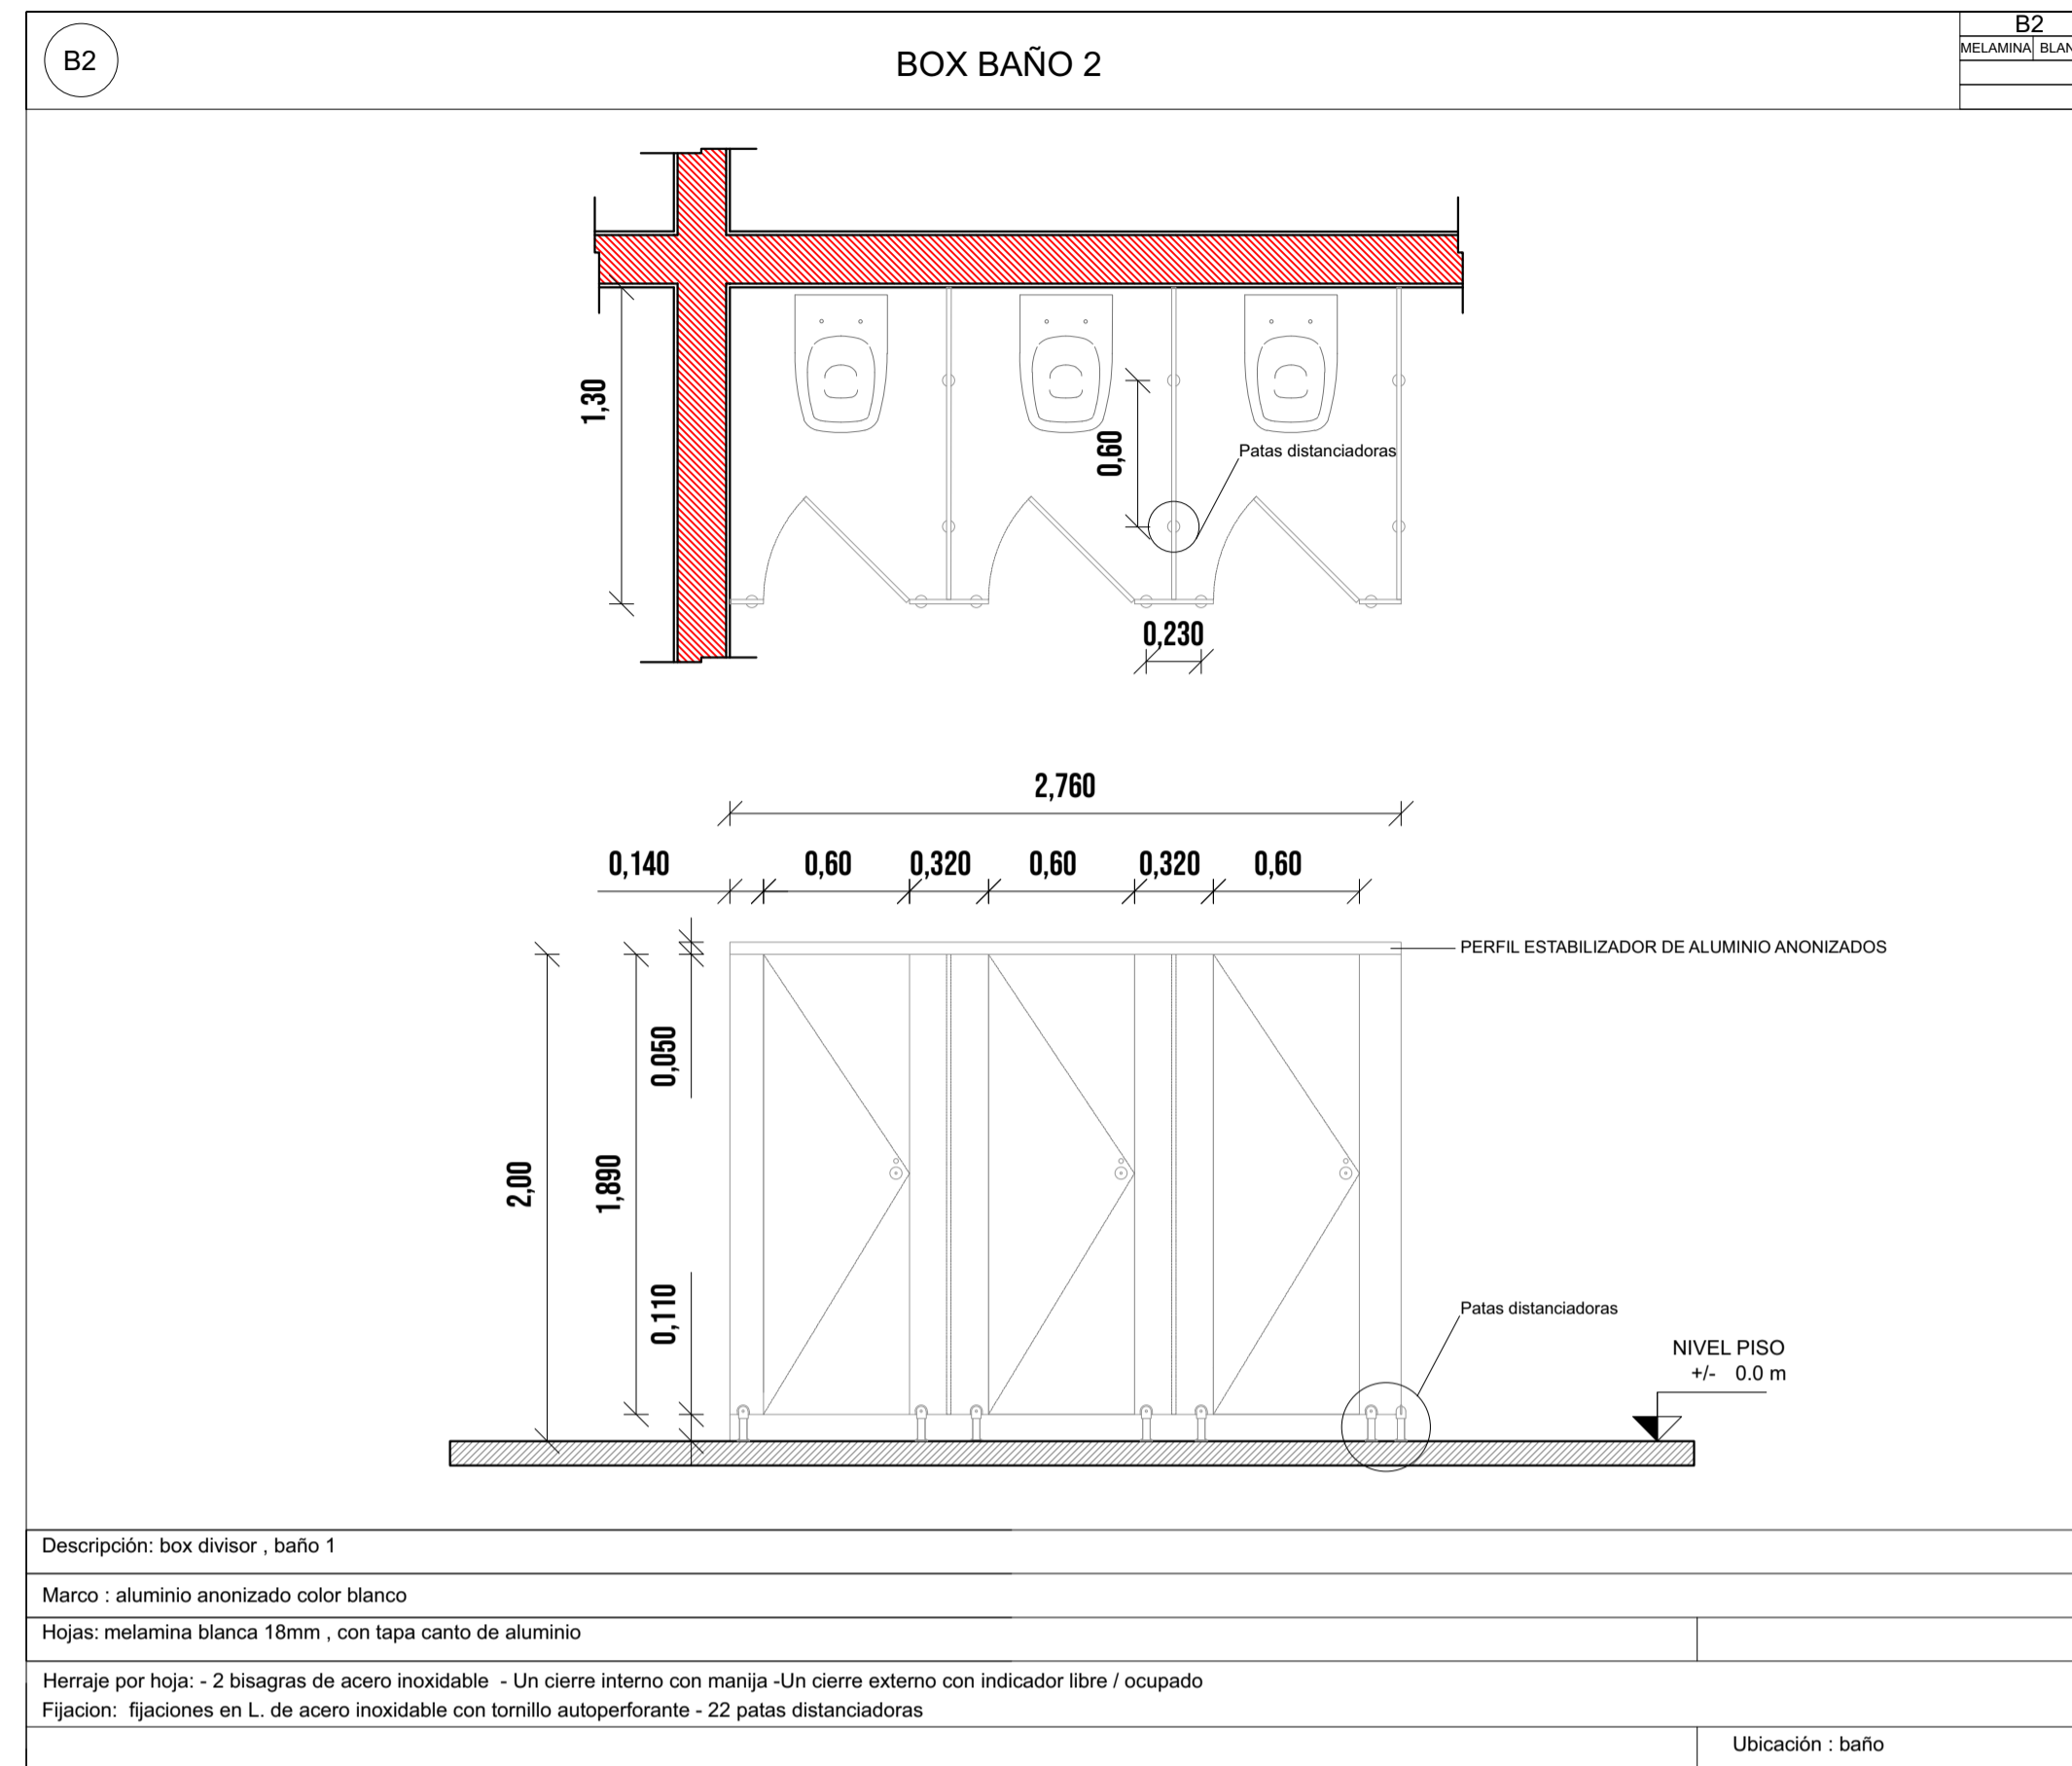 B2
BOX BAÑO 2
B2
MELAMINA BLAN
1,30
0,60
Patas distanciadoras
0,230
2,760
0,140 0,60 0,320 0,60 0,320 0,60
PERFIL ESTABILIZADOR DE ALUMINIO ANONIZADOS
0,050
2,00
1,890
0,110
Patas distanciadoras
NIVEL PISO
+/- 0.0 m
Descripción: box divisor , baño 1
Marco : aluminio anonizado color blanco
Hojas: melamina blanca 18mm , con tapa canto de aluminio
Herraje por hoja: - 2 bisagras de acero inoxidable - Un cierre interno con manija -Un cierre externo con indicador libre / ocupado
Fijacion: fijaciones en L. de acero inoxidable con tornillo autoperforante - 22 patas distanciadoras
Ubicación : baño